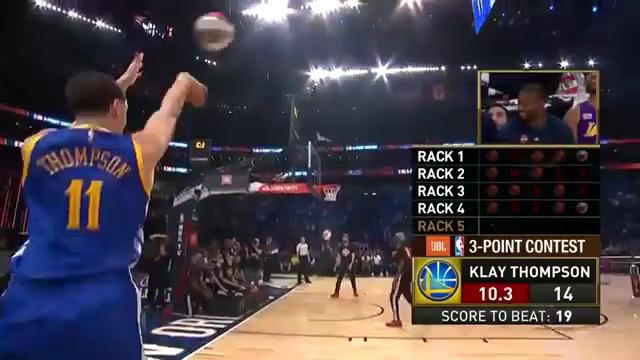 THOMPSON
11
RACK 1
RACK 2
RACK 3
RACK 4
RACK 5
JBL 3-POINT CONTEST
KLAY THOMPSON
10.3 14
SCORE TO BEAT: 19